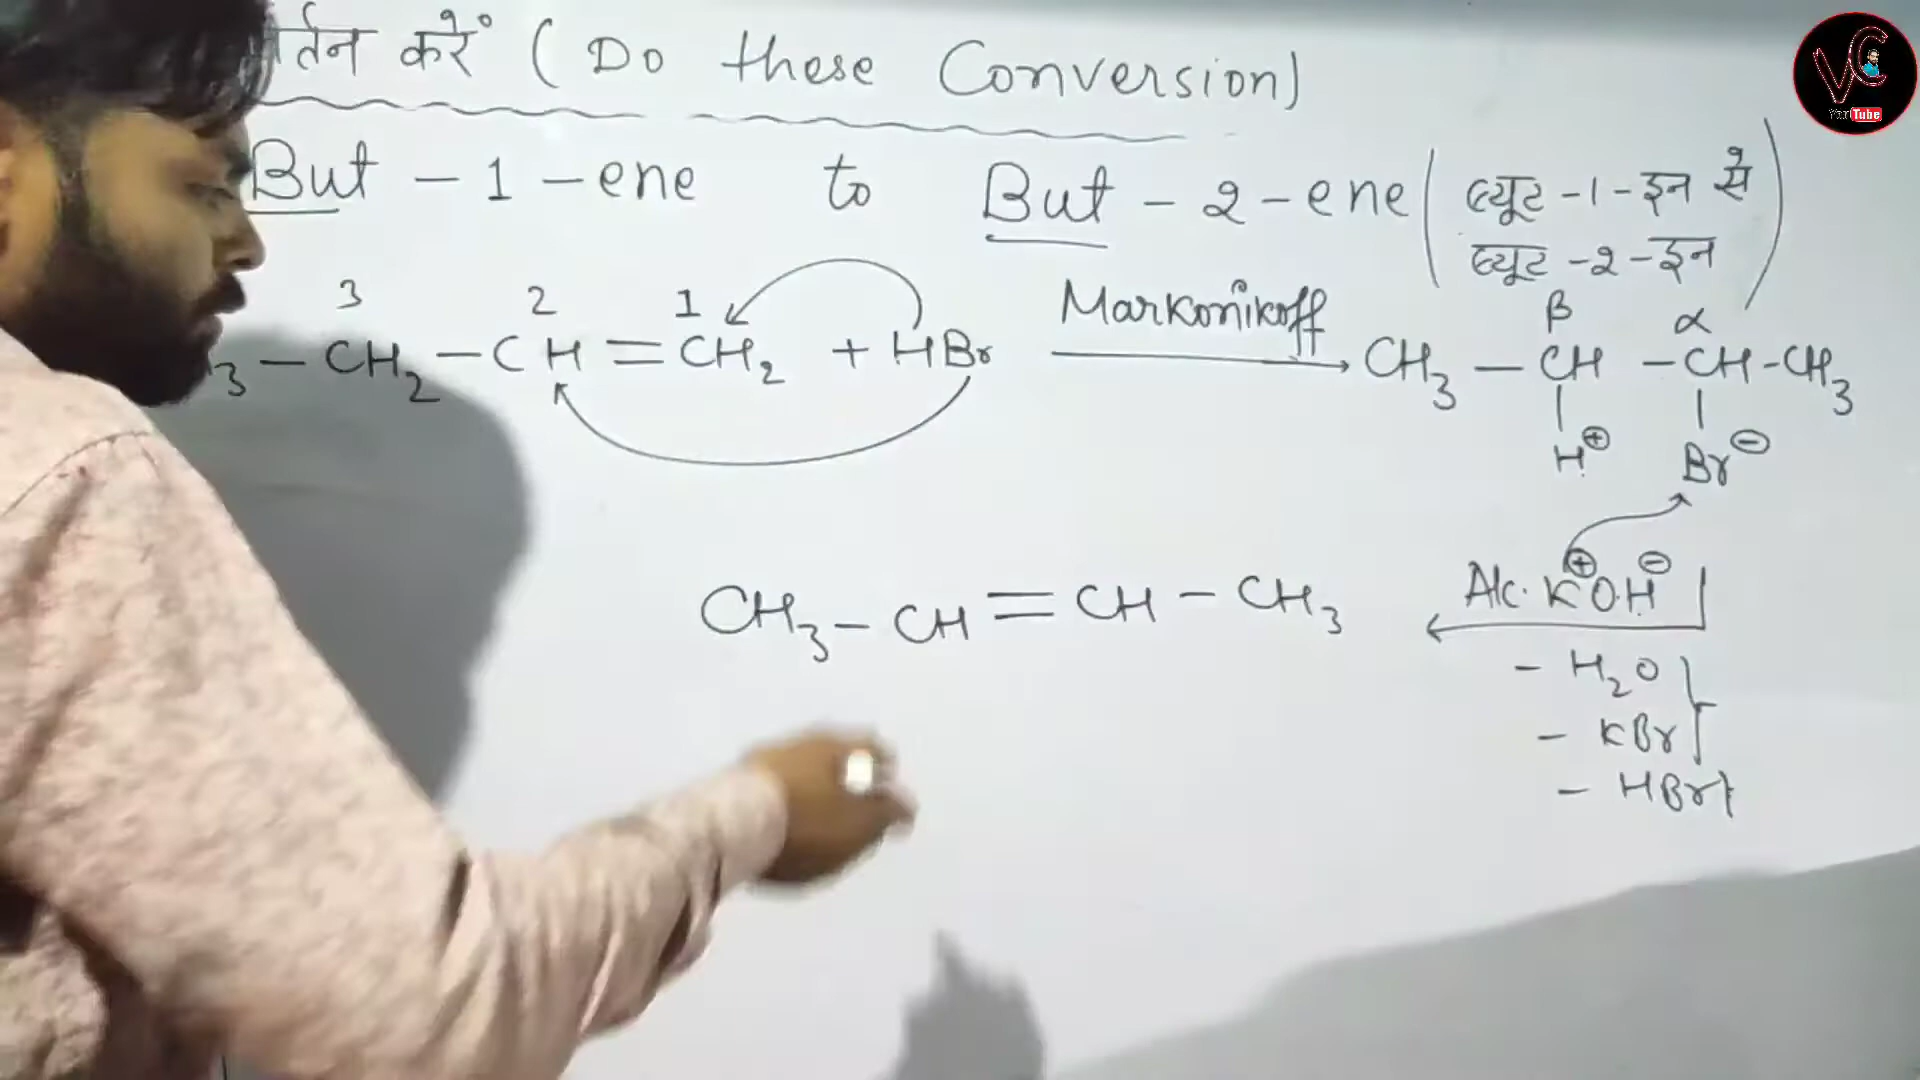 र्तन करें (Do these Conversion)
But - 1 - ene to But - 2 - ene (ब्यूट -1-इन से
ब्यूट -2-इन)
3 2 1
3 - CH2 - CH = CH2 + HBr Markonikoff CH3 - CH - CH - CH3
β α
H⊕ Br⊖
CH3 - CH = CH - CH3
Alc. K⊕OH⊖
- H2O
- KBr
- HBr
VC
YouTube